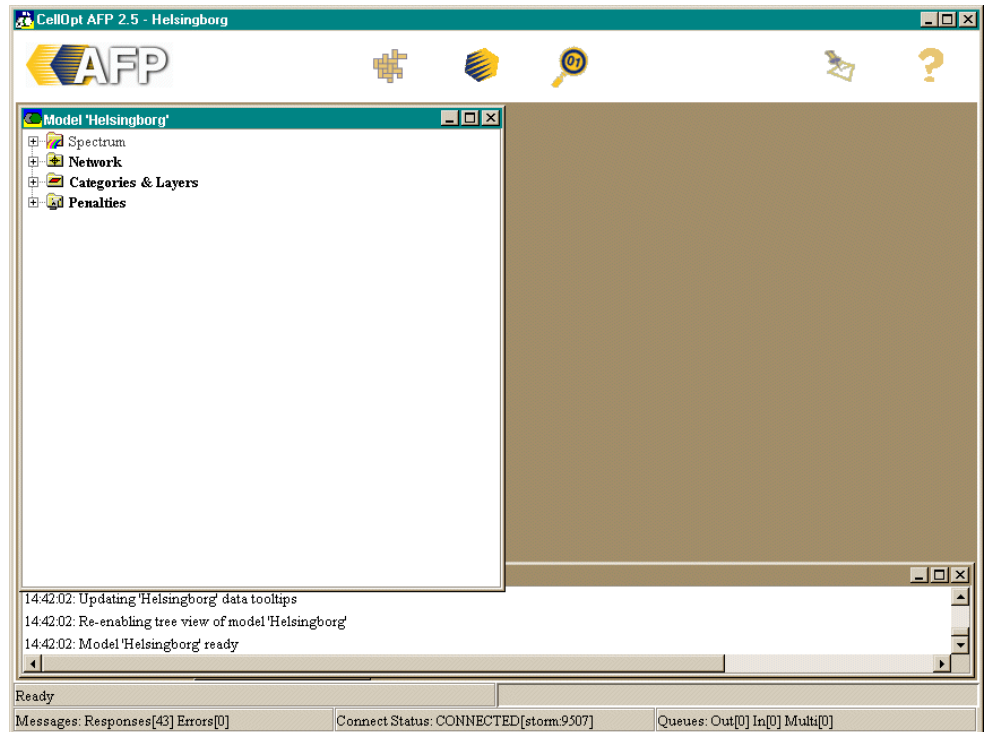 CellOpt AFP 2.5 - Helsingborg
AFP
01
?
Model 'Helsingborg'
Spectrum
Network
Categories & Layers
Penalties
14:42:02: Updating 'Helsingborg' data tooltips
14:42:02: Re-enabling tree view of model 'Helsingborg'
14:42:02: Model 'Helsingborg' ready
Ready
Messages: Responses[43] Errors[0]
Connect Status: CONNECTED[storm:9507]
Queues: Out[0] In[0] Multi[0]